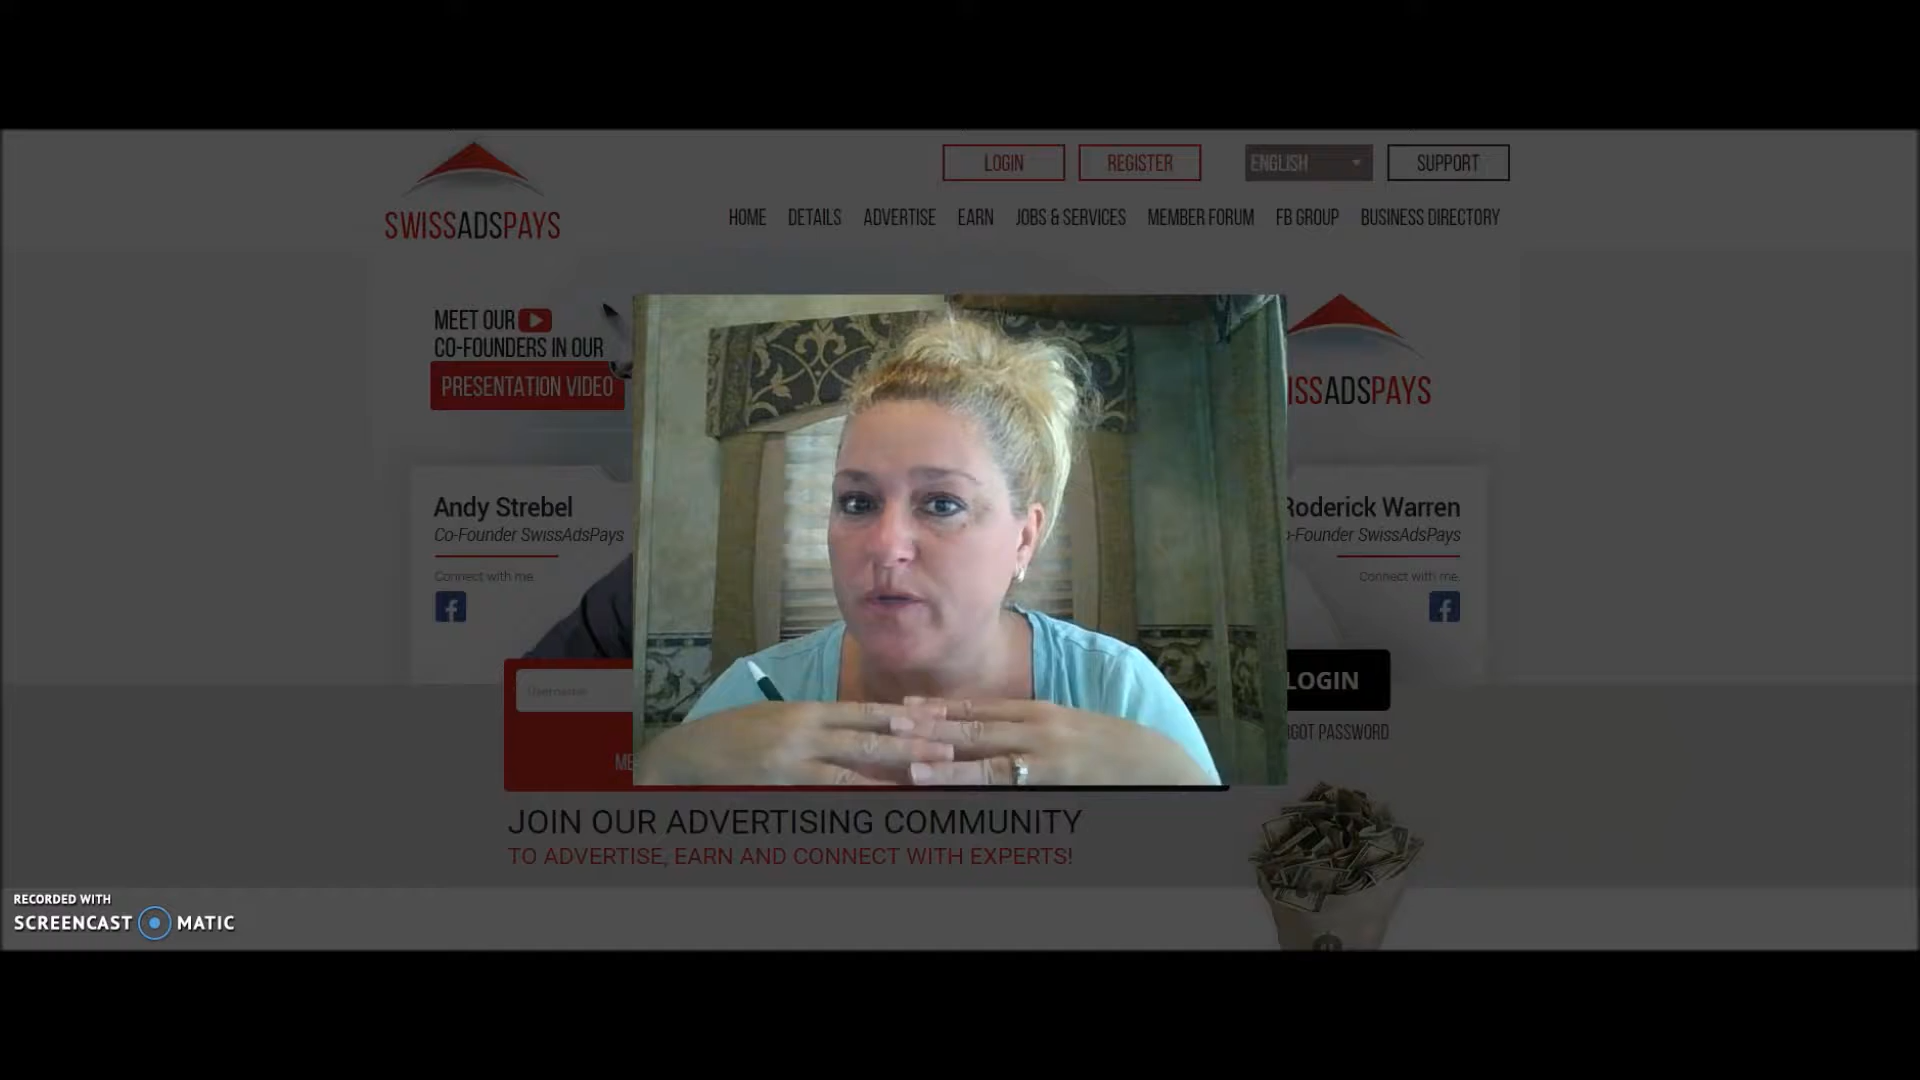 LOGIN
REGISTER
ENGLISH
SUPPORT
SWISSADSPAYS
HOME
DETAILS
ADVERTISE
EARN
JOBS & SERVICES
MEMBER FORUM
FB GROUP
BUSINESS DIRECTORY
MEET OUR
CO-FOUNDERS IN OUR
PRESENTATION VIDEO
ISSADSPAYS
Andy Strebel
Co-Founder SwissAdsPays
Connect with me.
Roderick Warren
o-Founder SwissAdsPays
Connect with me.
Username
LOGIN
RGOT PASSWORD
ME
JOIN OUR ADVERTISING COMMUNITY
TO ADVERTISE, EARN AND CONNECT WITH EXPERTS!
RECORDED WITH
SCREENCAST MATIC